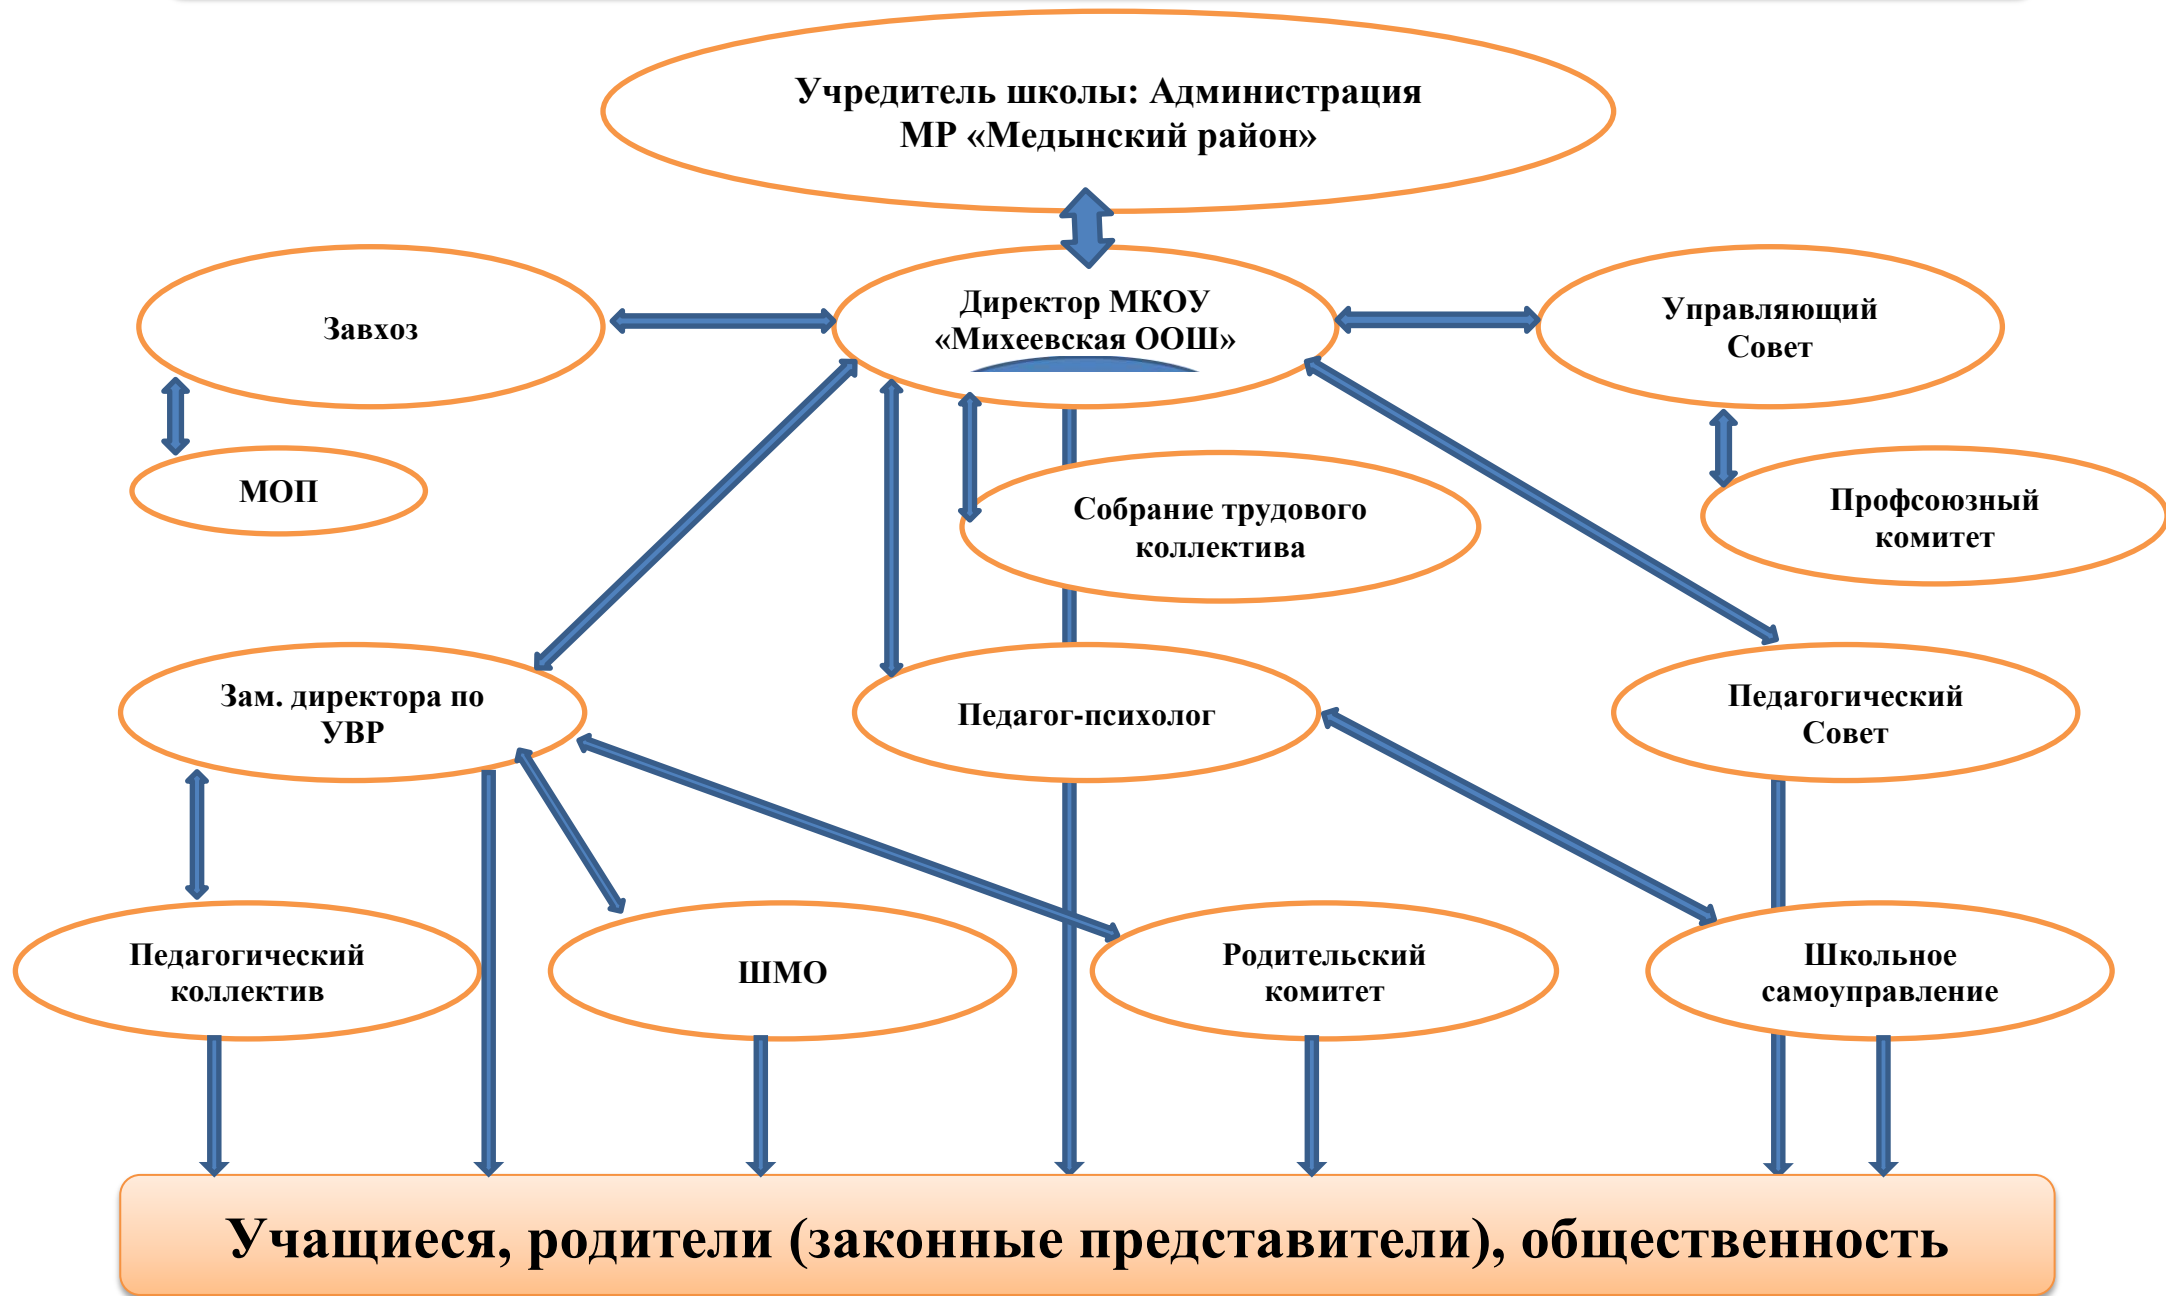 Учредитель школы: Администрация
МР «Медынский район»
Завхоз
Директор МКОУ
«Михеевская ООШ»
Управляющий
Совет
МОП
Собрание трудового
коллектива
Профсоюзный
комитет
Зам. директора по
УВР
Педагог-психолог
Педагогический
Совет
Педагогический
коллектив
ШМО
Родительский
комитет
Школьное
самоуправление
Учащиеся, родители (законные представители), общественность